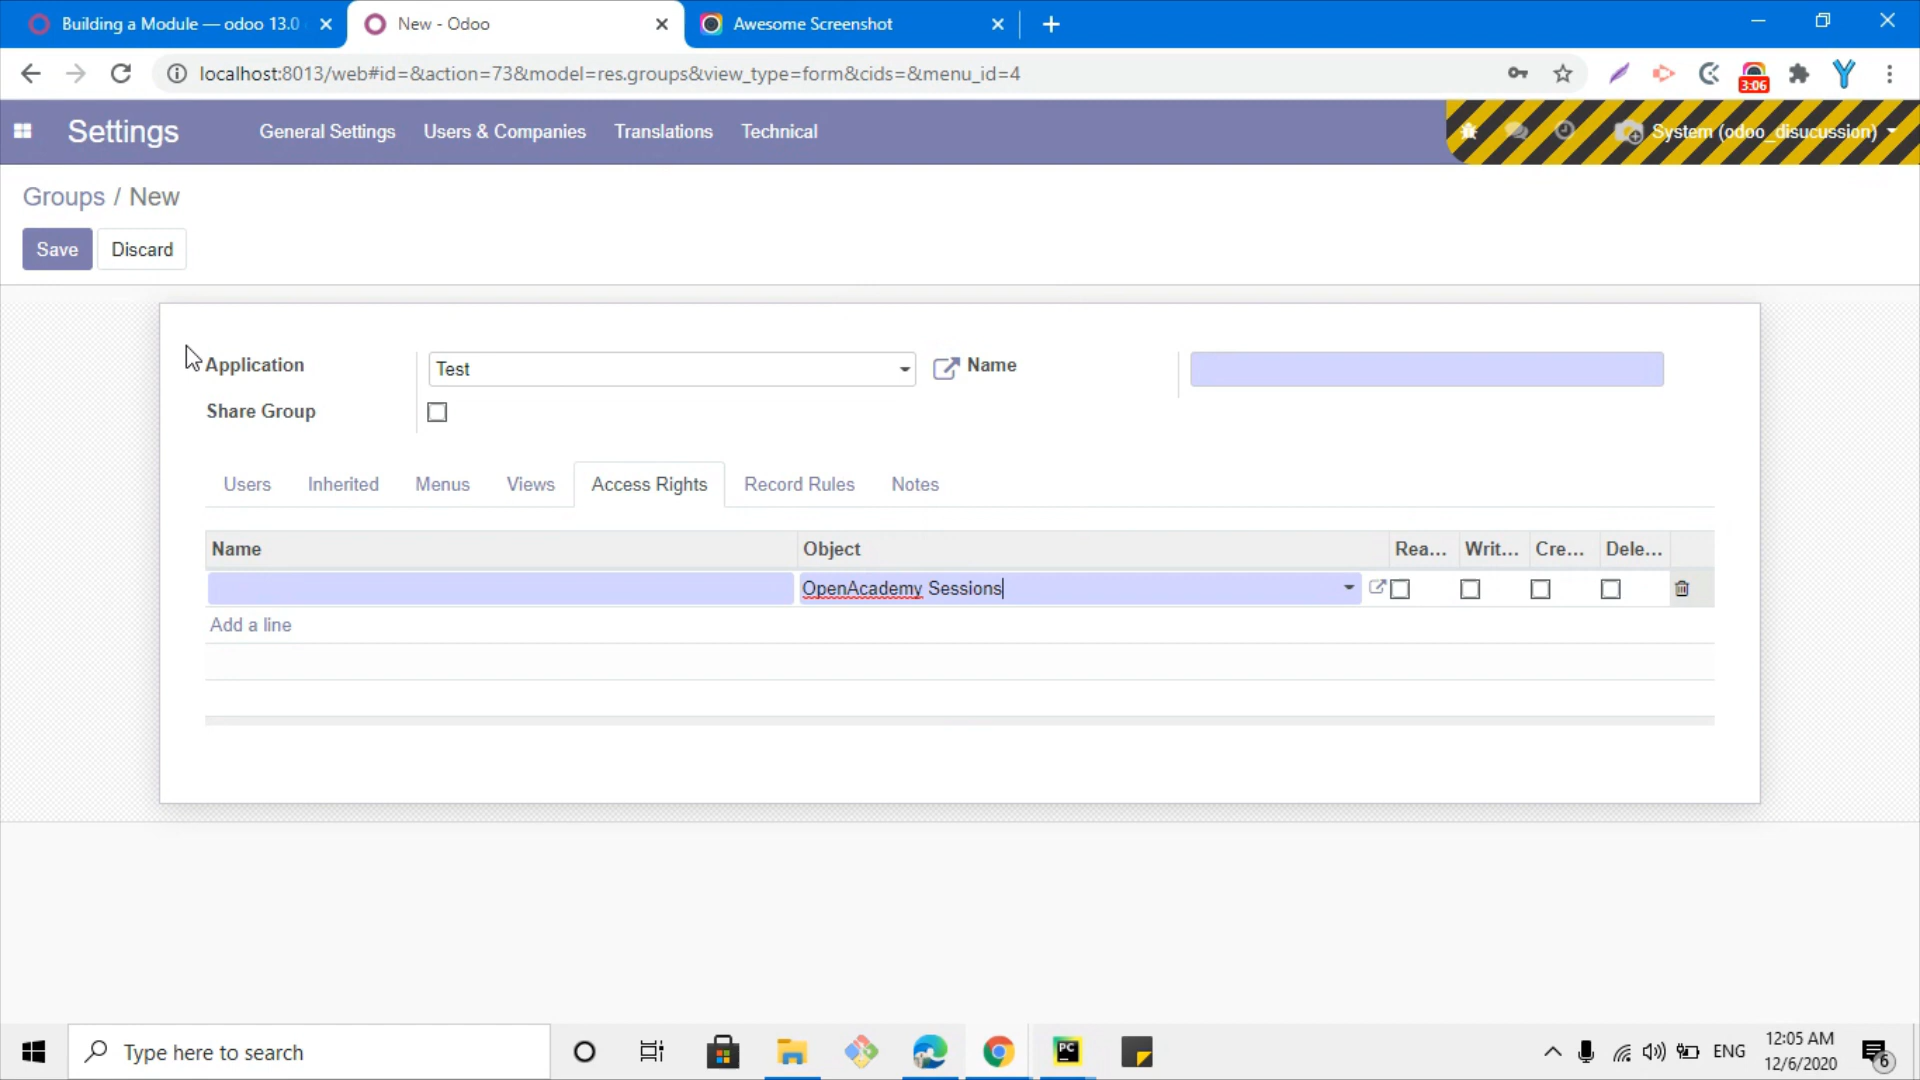 Building a Module — odoo 13.0
New - Odoo
Awesome Screenshot
localhost:8013/web#id=&action=73&model=res.groups&view_type=form&cids=&menu_id=4
3:06
Settings
General Settings
Users & Companies
Translations
Technical
System (odoo_disucussion)
Groups / New
Save
Discard
Application
Test
Name
Share Group
Users
Inherited
Menus
Views
Access Rights
Record Rules
Notes
Name
Object
Rea...
Writ...
Cre...
Dele...
OpenAcademy Sessions
Add a line
Type here to search
PC
ENG
12:05 AM
12/6/2020
6